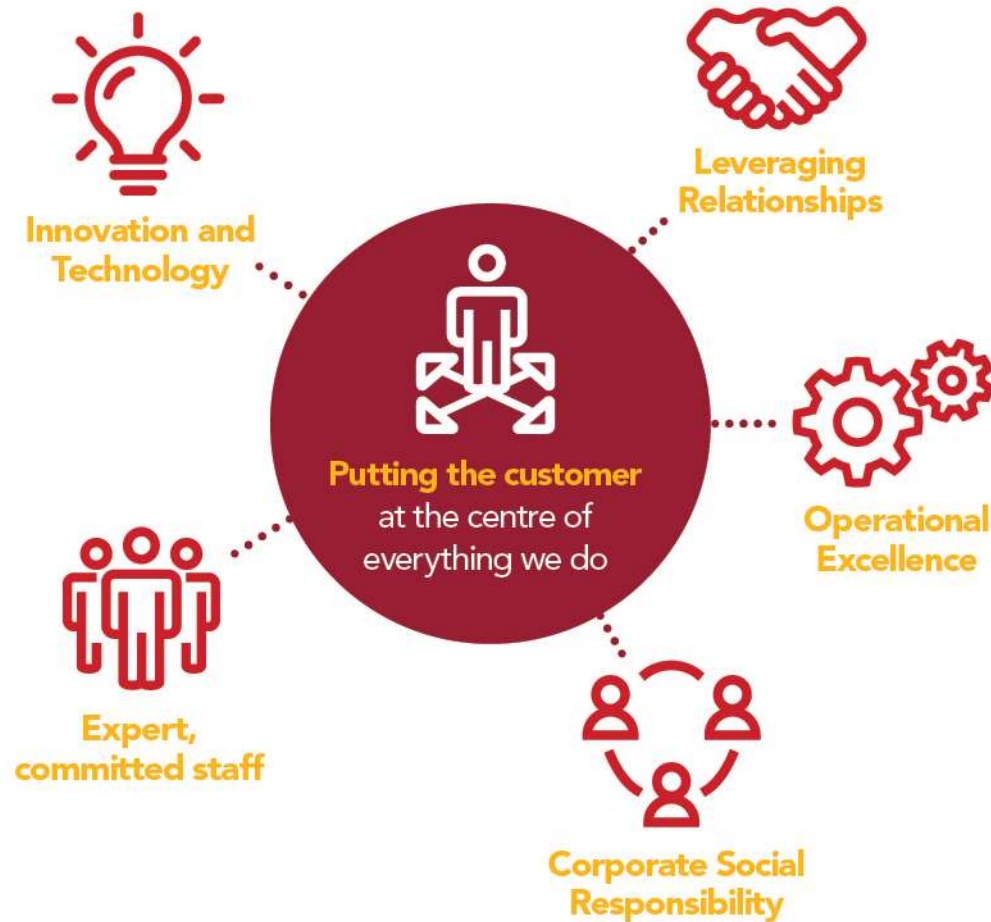 Leveraging
Relationships
Innovation and
Technology
Putting the customer
at the centre of
everything we do
Operational
Excellence
Expert,
committed staff
Corporate Social
Responsibility